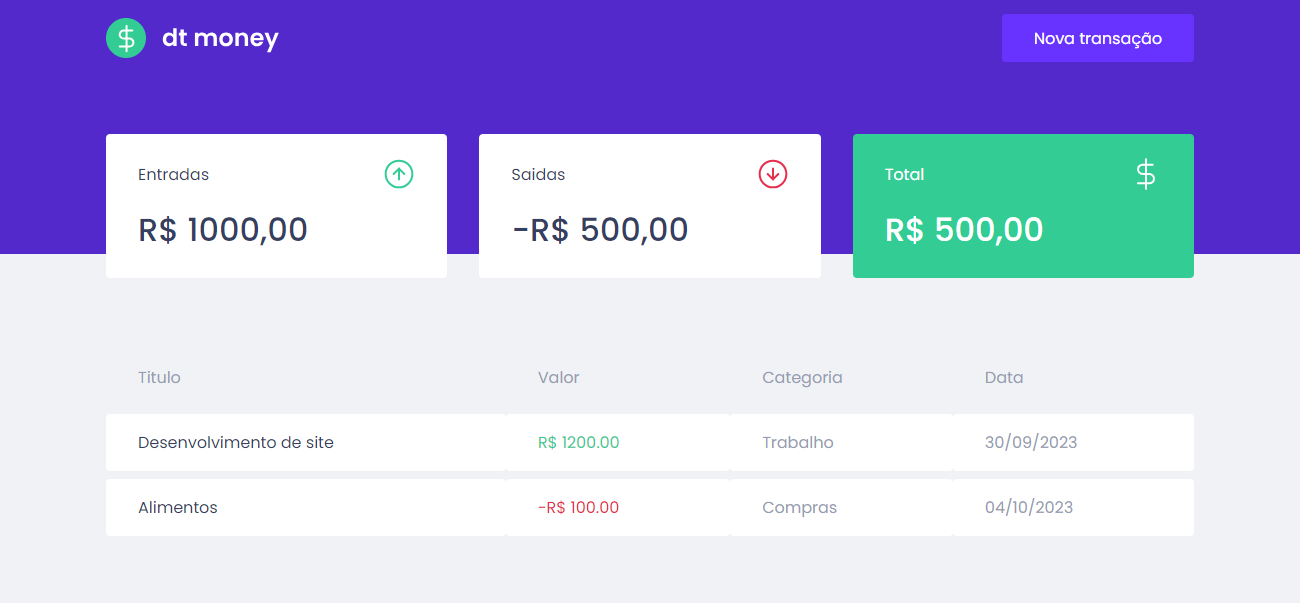 dt money
Nova transação
Entradas
R$ 1000,00
Saidas
-R$ 500,00
Total
R$ 500,00
Titulo Valor Categoria Data
Desenvolvimento de site R$ 1200.00 Trabalho 30/09/2023
Alimentos -R$ 100.00 Compras 04/10/2023